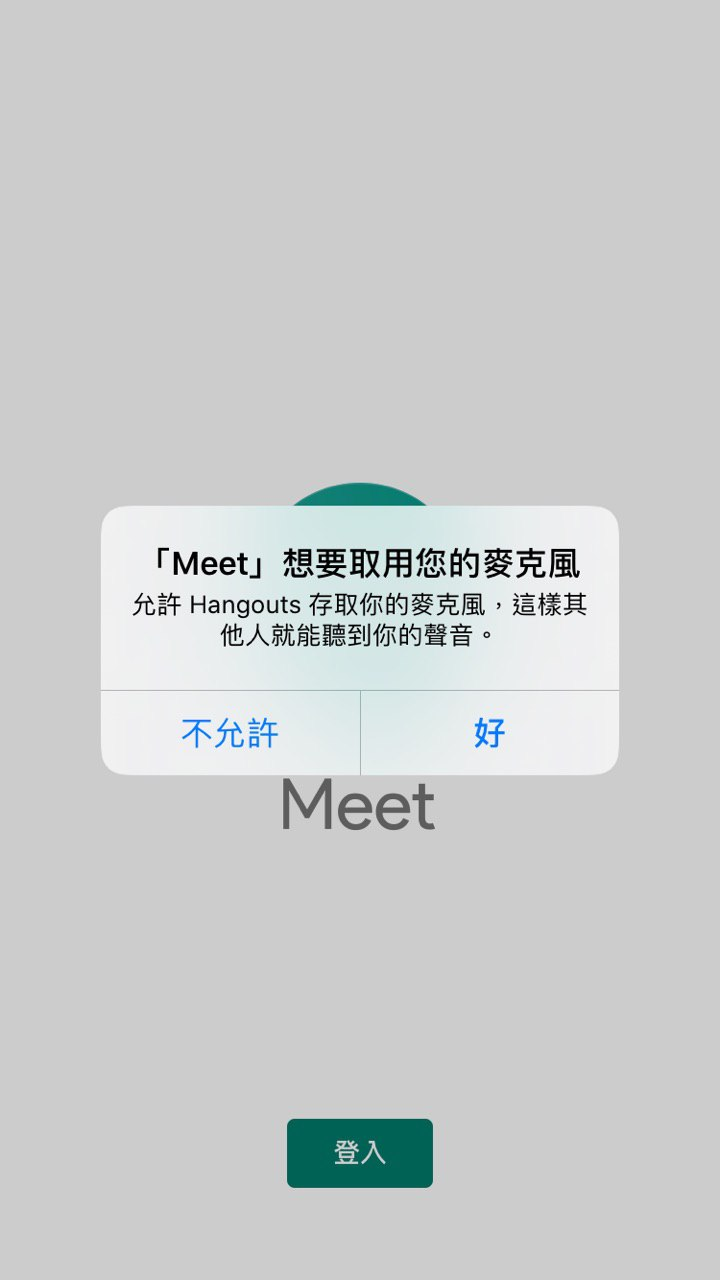 「Meet」想要取用您的麥克風
允許 Hangouts 存取你的麥克風，這樣其
他人就能聽到你的聲音。
不允許
好
Meet
登入